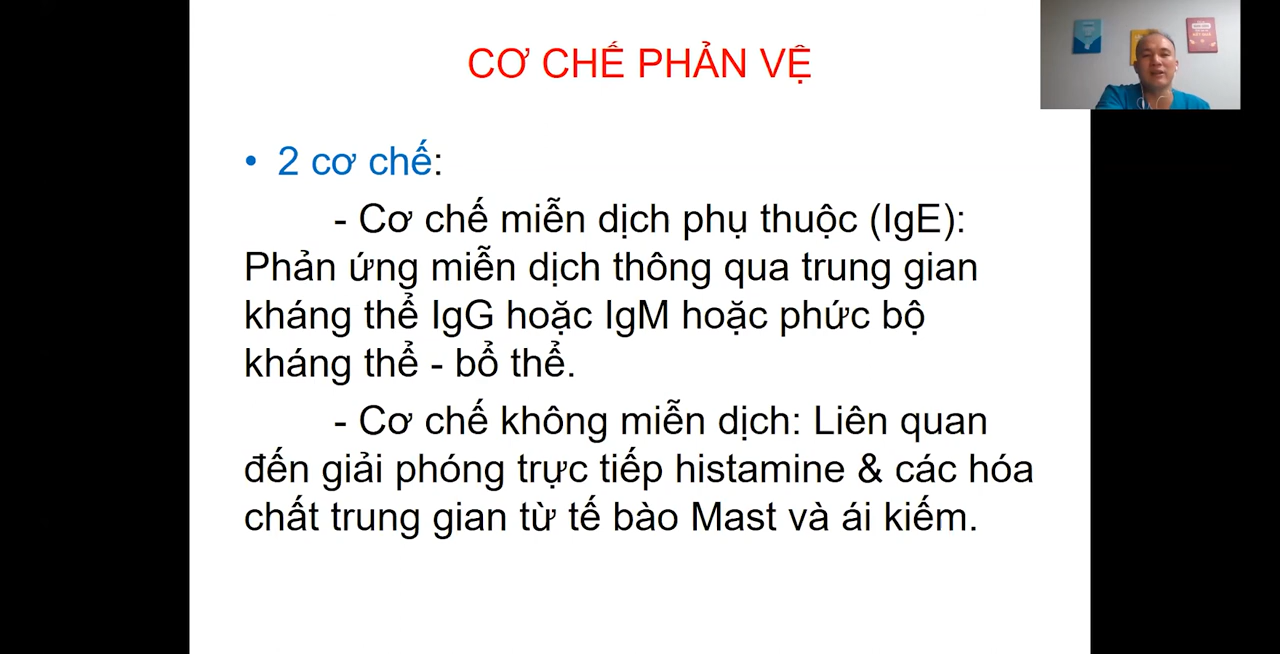 CƠ CHẾ PHẢN VỆ
• 2 cơ chế:
- Cơ chế miễn dịch phụ thuộc (IgE):
Phản ứng miễn dịch thông qua trung gian
kháng thể IgG hoặc IgM hoặc phức bộ
kháng thể - bổ thể.
- Cơ chế không miễn dịch: Liên quan
đến giải phóng trực tiếp histamine & các hóa
chất trung gian từ tế bào Mast và ái kiếm.